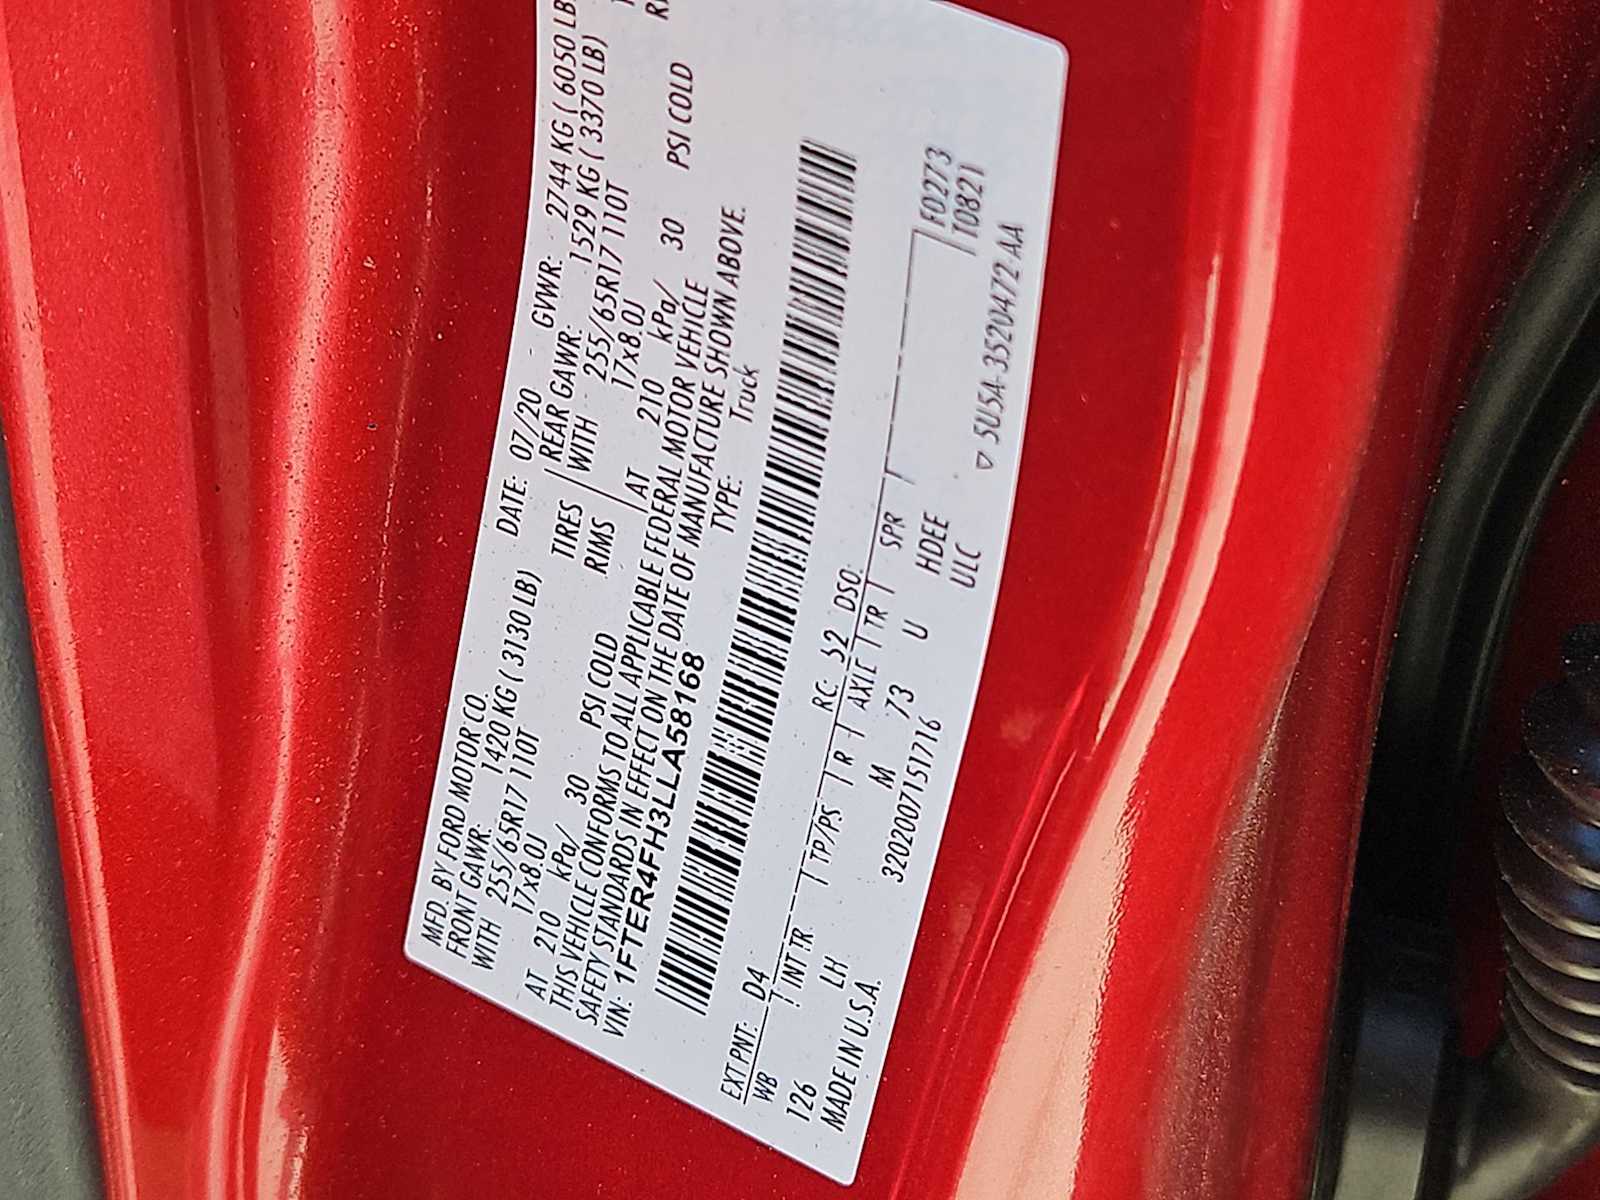 MFD. BY FORD MOTOR CO. DATE: 07/20 GVWR: 2744 KG ( 6050 LB
FRONT GAWR: 1420 KG ( 3130 LB) REAR GAWR: 1529 KG ( 3370 LB)
WITH 255/65R17 110T TIRES WITH 255/65R17 110T
17x8.0J RIMS 17x8.0J
AT 210 kPa/ 30 PSI COLD AT 210 kPa/ 30 PSI COLD
THIS VEHICLE CONFORMS TO ALL APPLICABLE FEDERAL MOTOR VEHICLE
SAFETY STANDARDS IN EFFECT ON THE DATE OF MANUFACTURE SHOWN ABOVE.
VIN: 1FTER4FH3LLA58168 TYPE: Truck
EXT PNT: D4 RC: 52 DSO:
WB INT TR TP/PS R AXLE TR SPR F0273
126 LH M 73 U HDEE T0821
MADE IN U.S.A. 3202007151716 ULC ▽ 5U5A-3520472-AA